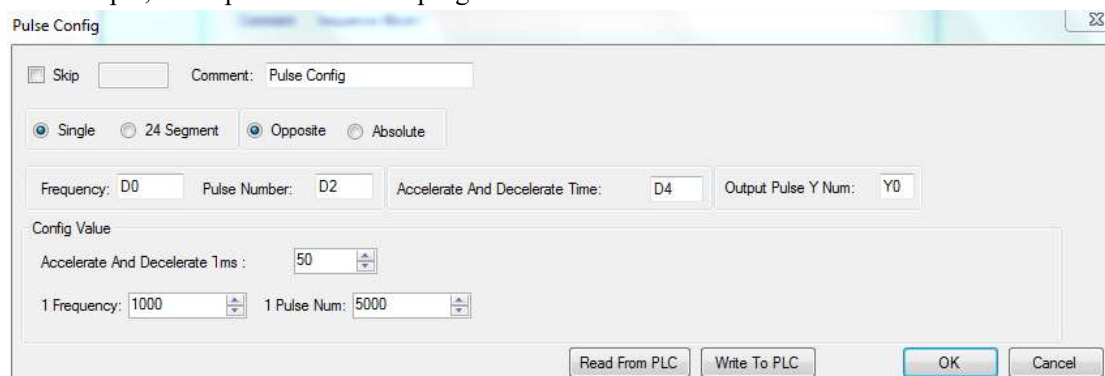 Pulse Config
Skip Comment: Pulse Config
Single 24 Segment Opposite Absolute
Frequency: D0 Pulse Number: D2 Accelerate And Decelerate Time: D4 Output Pulse Y Num: Y0
Config Value
Accelerate And Decelerate 1ms : 50
1 Frequency: 1000 1 Pulse Num: 5000
Read From PLC Write To PLC OK Cancel